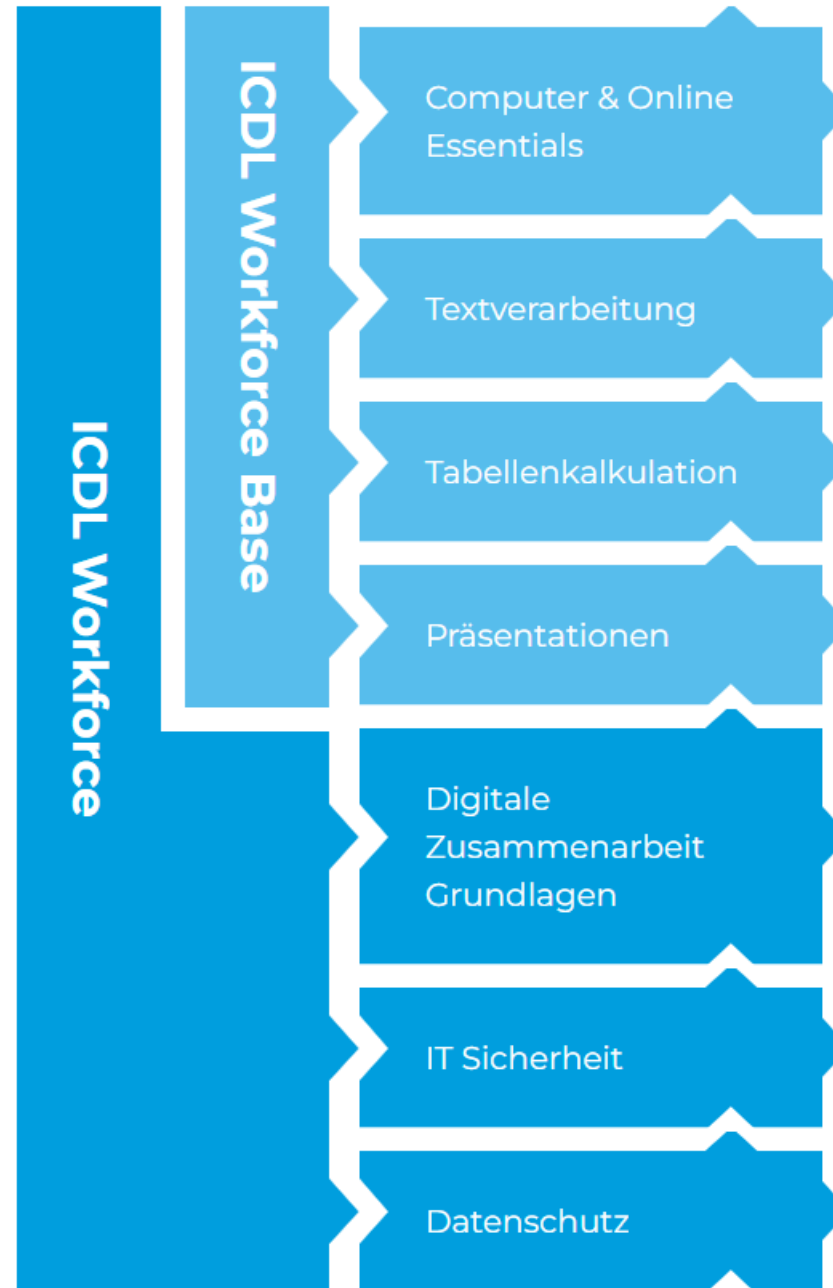 ICDL Workforce
ICDL Workforce Base
Computer & Online
Essentials
Textverarbeitung
Tabellenkalkulation
Präsentationen
Digitale
Zusammenarbeit
Grundlagen
IT Sicherheit
Datenschutz